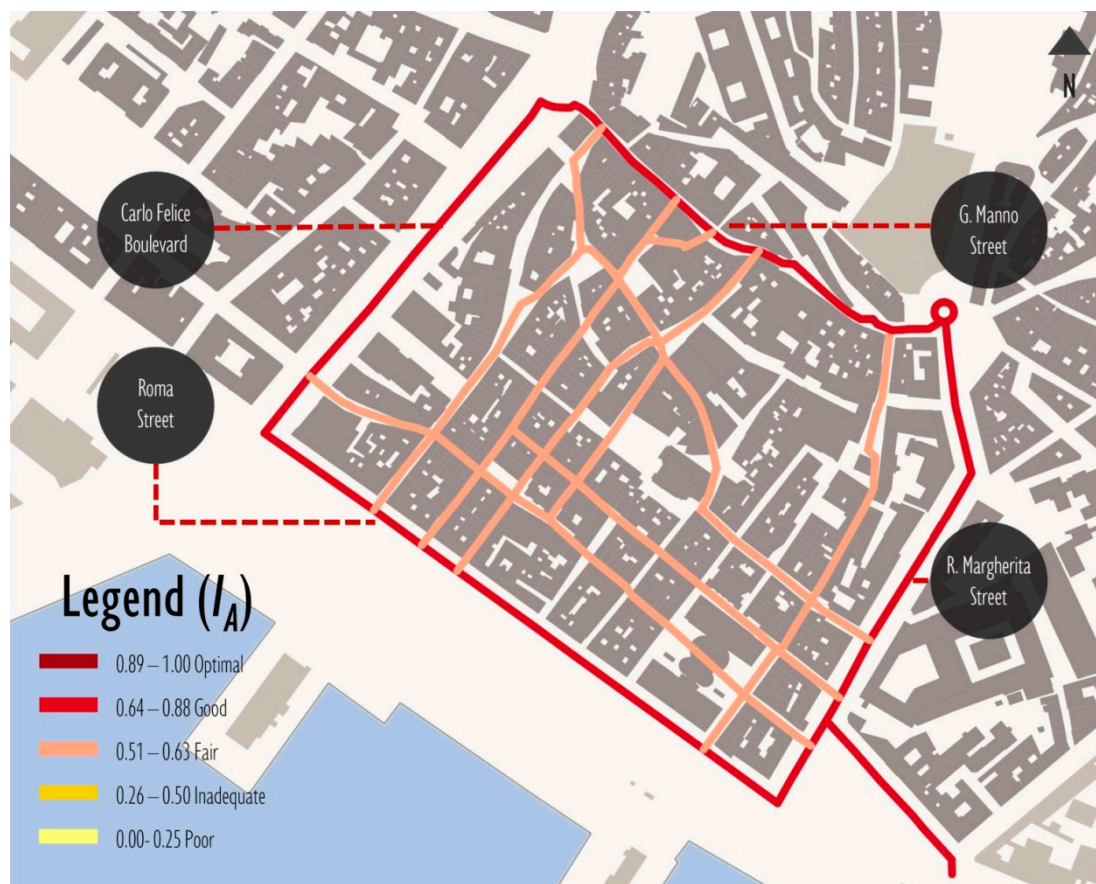 N
Carlo Felice
Boulevard
G. Manno
Street
Roma
Street
R. Margherita
Street
Legend (I_A)
0.89 – 1.00 Optimal
0.64 – 0.88 Good
0.51 – 0.63 Fair
0.26 – 0.50 Inadequate
0.00- 0.25 Poor